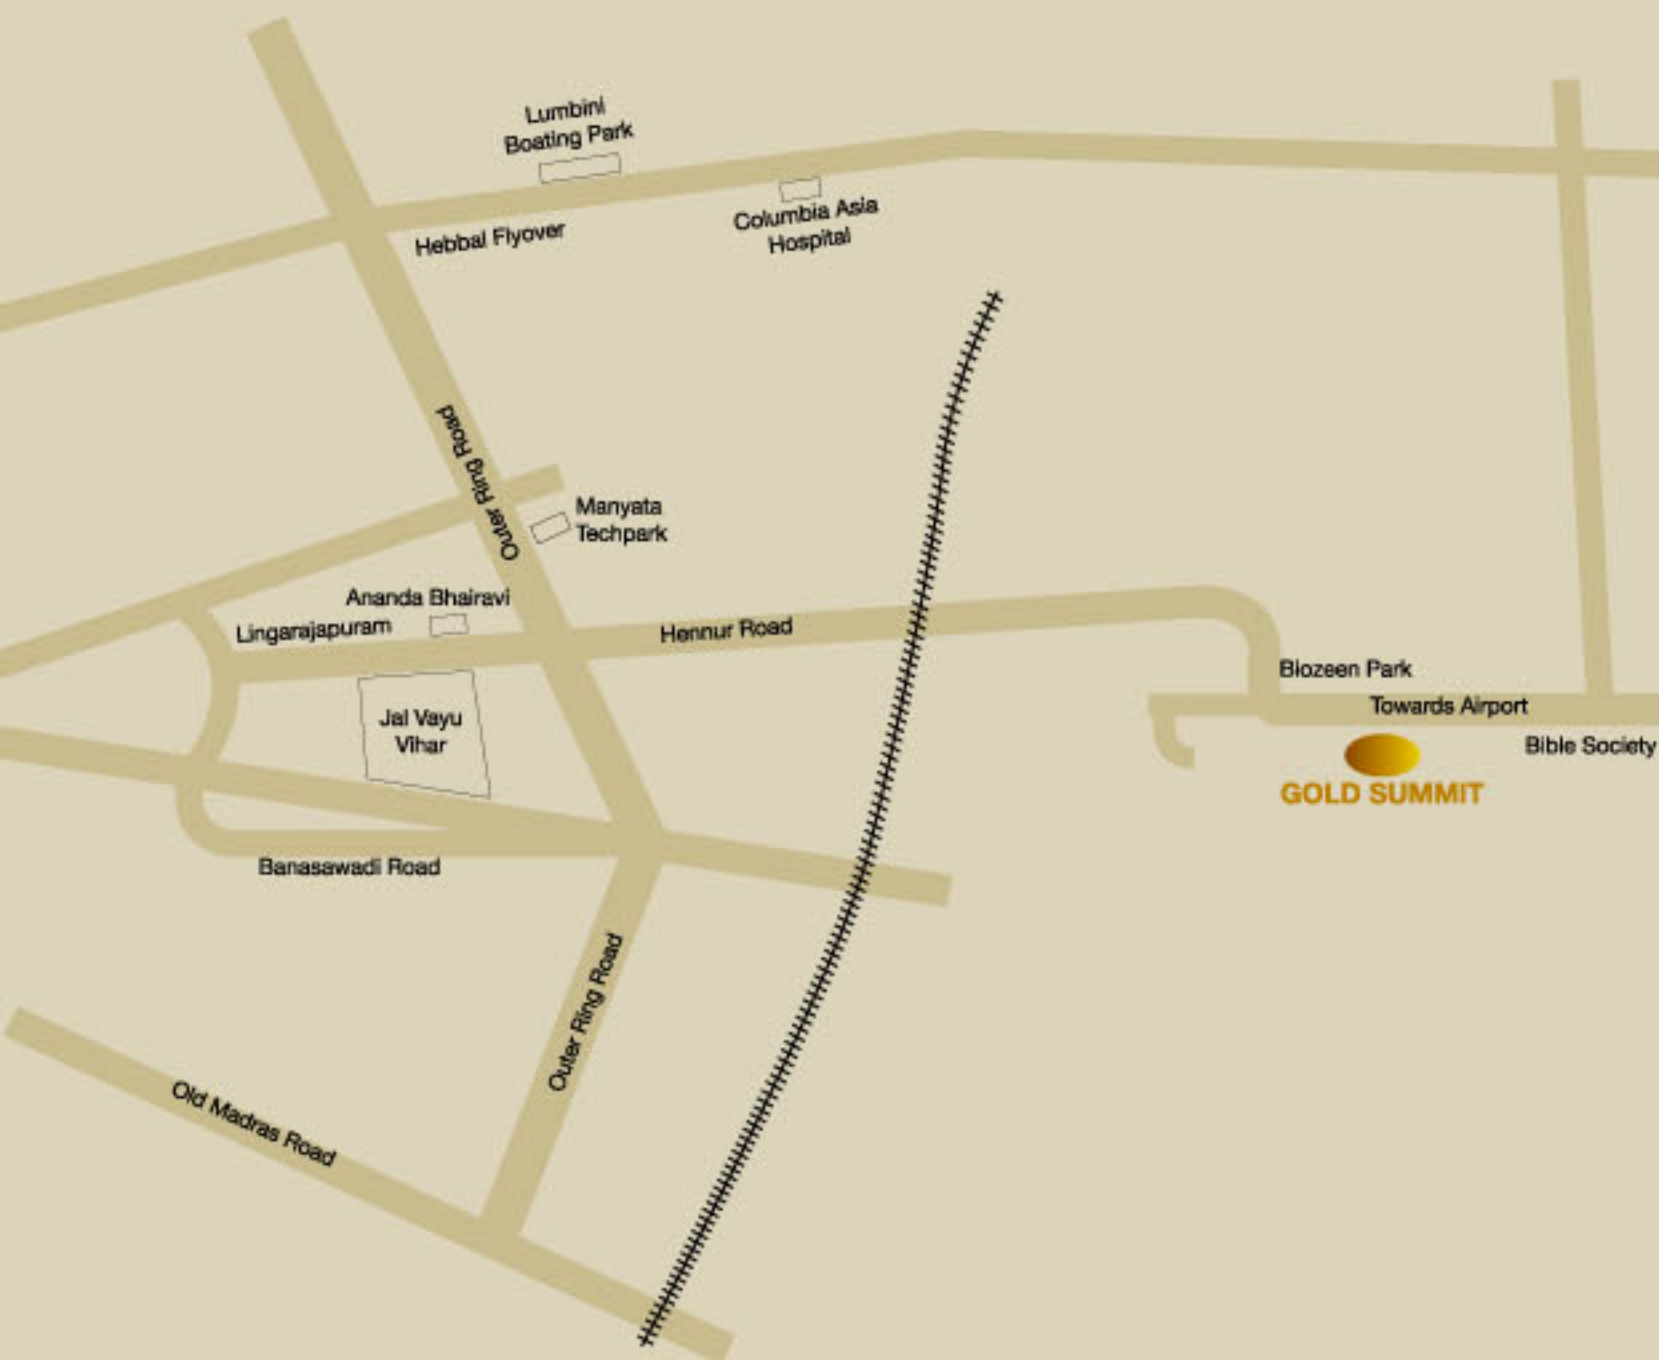 Lumbini
Boating Park
Hebbal Flyover
Columbia Asia
Hospital
Outer Ring Road
Manyata
Techpark
Ananda Bhairavi
Lingarajapuram
Hennur Road
Biozeen Park
Towards Airport
Jal Vayu
Vihar
Bible Society
GOLD SUMMIT
Banasawadi Road
Outer Ring Road
Old Madras Road